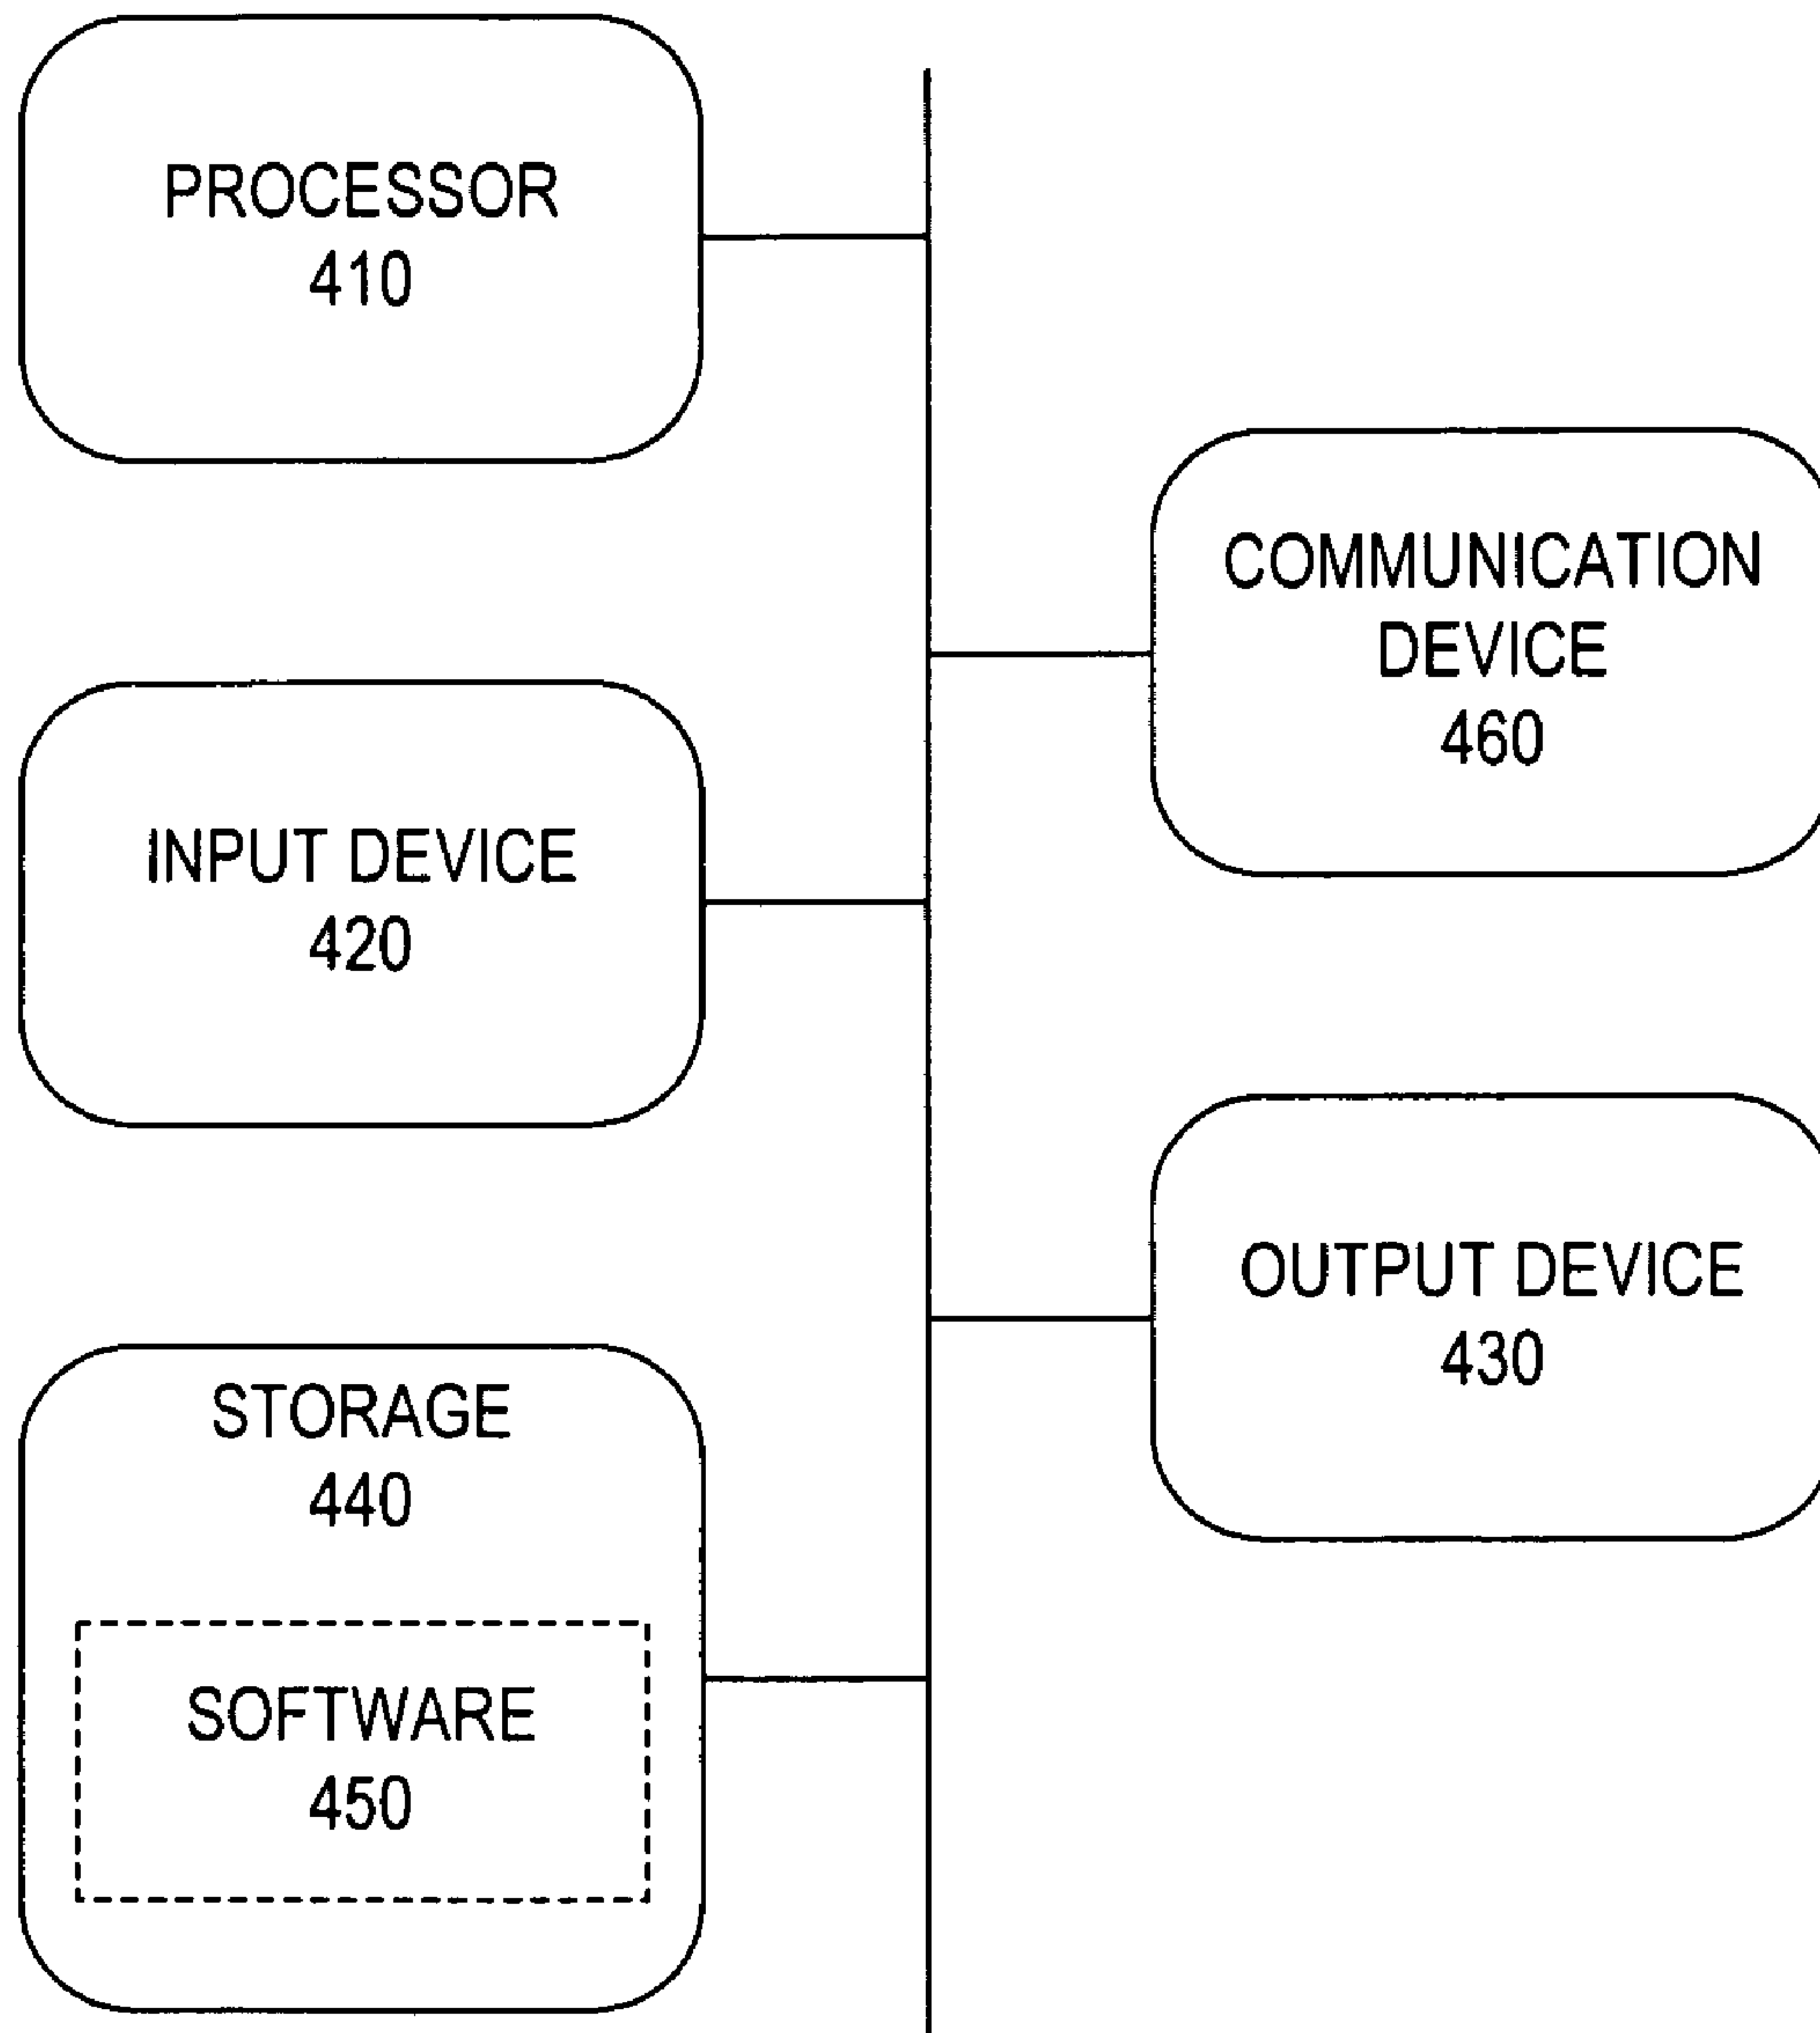 PROCESSOR
410
INPUT DEVICE
420
STORAGE
440
SOFTWARE
450
COMMUNICATION
DEVICE
460
OUTPUT DEVICE
430